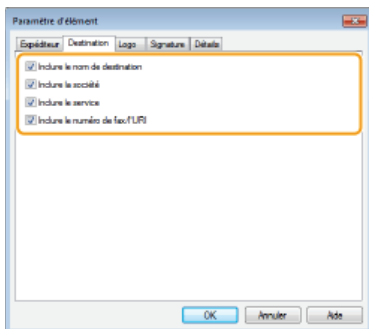 Paramètre d'élément
Expéditeur Destination Logo Signature Détails
Inclure le nom de destination
Inclure la société
Inclure le service
Inclure le numéro de fax/l'URI
OK Annuler Aide